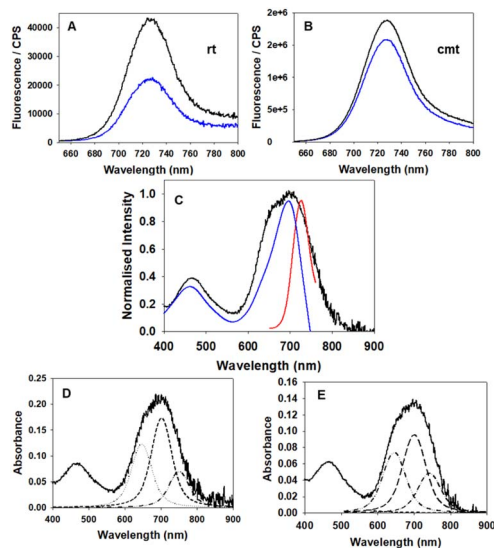 A rt
Fluorescence / CPS
40000
30000
20000
10000
0
660 680 700 720 740 760 780 800
Wavelength (nm)
B cmt
Fluorescence / CPS
2e+6
2e+6
1e+6
5e+5
0
660 680 700 720 740 760 780 800
Wavelength (nm)
C
Normalised Intensity
1.0
0.8
0.6
0.4
0.2
0.0
400 500 600 700 800 900
Wavelength (nm)
D
Absorbance
0.25
0.20
0.15
0.10
0.05
0.00
400 500 600 700 800 900
Wavelength (nm)
E
Absorbance
0.16
0.14
0.12
0.10
0.08
0.06
0.04
0.02
0.00
400 500 600 700 800 900
Wavelength (nm)